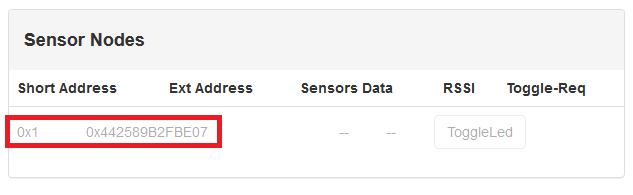 Sensor Nodes
Short Address Ext Address Sensors Data RSSI Toggle-Req
0x1 0x442589B2FBE07 -- -- ToggleLed